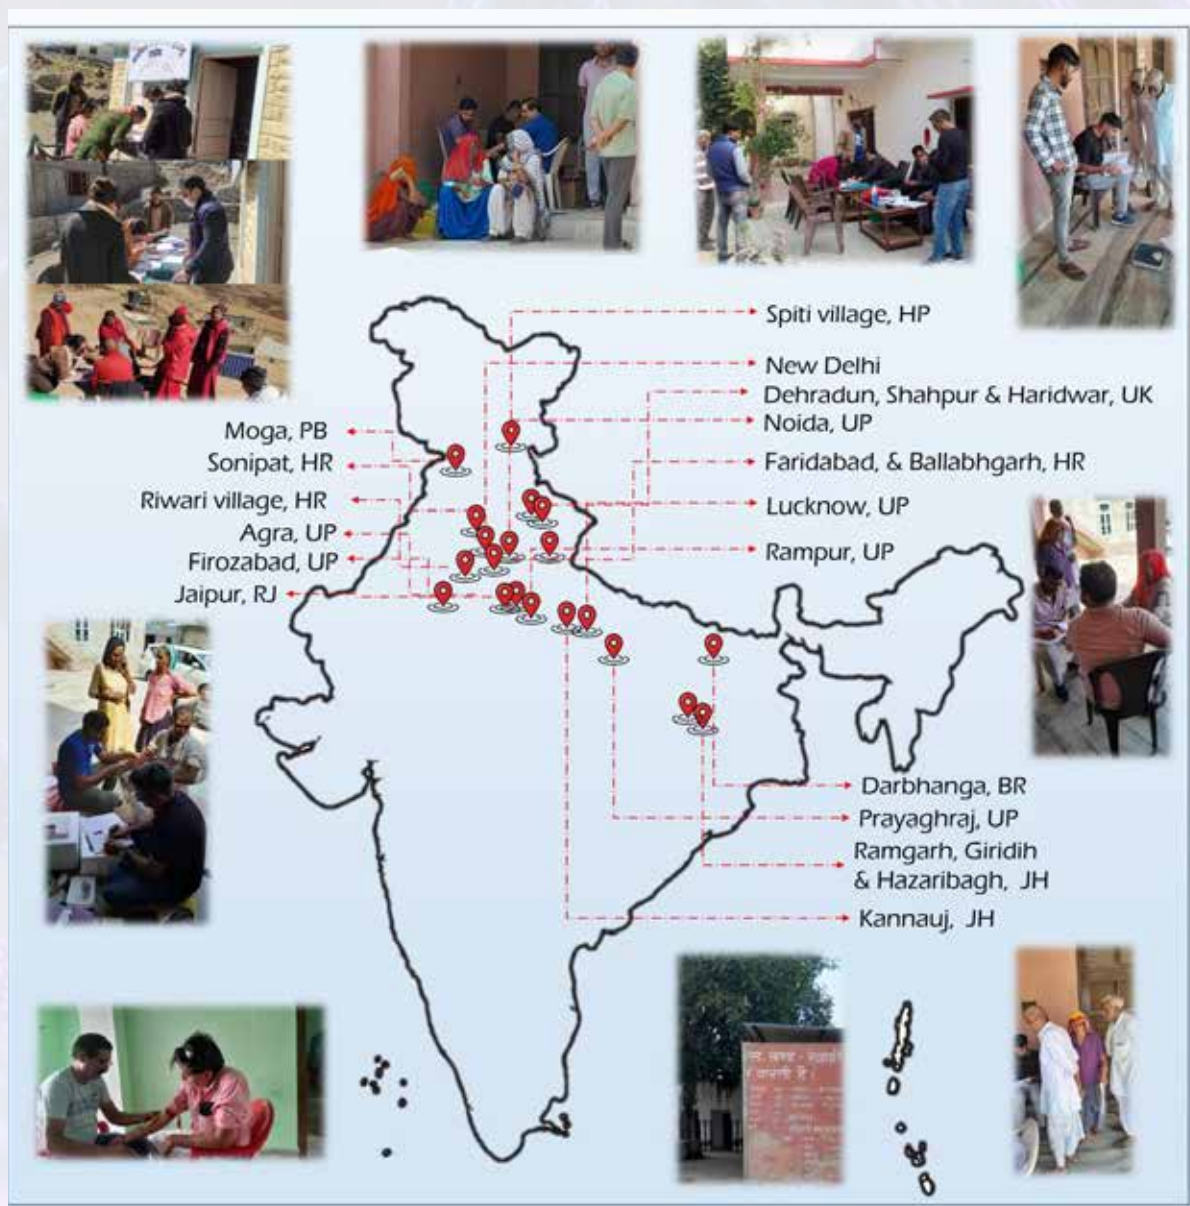 Spiti village, HP
New Delhi
Dehradun, Shahpur & Haridwar, UK
Noida, UP
Faridabad, & Ballabhgarh, HR
Lucknow, UP
Rampur, UP
Moga, PB
Sonipat, HR
Riwari village, HR
Agra, UP
Firozabad, UP
Jaipur, RJ
Darbhanga, BR
Prayaghraj, UP
Ramgarh, Giridih
& Hazaribagh, JH
Kannauj, JH
करती है।